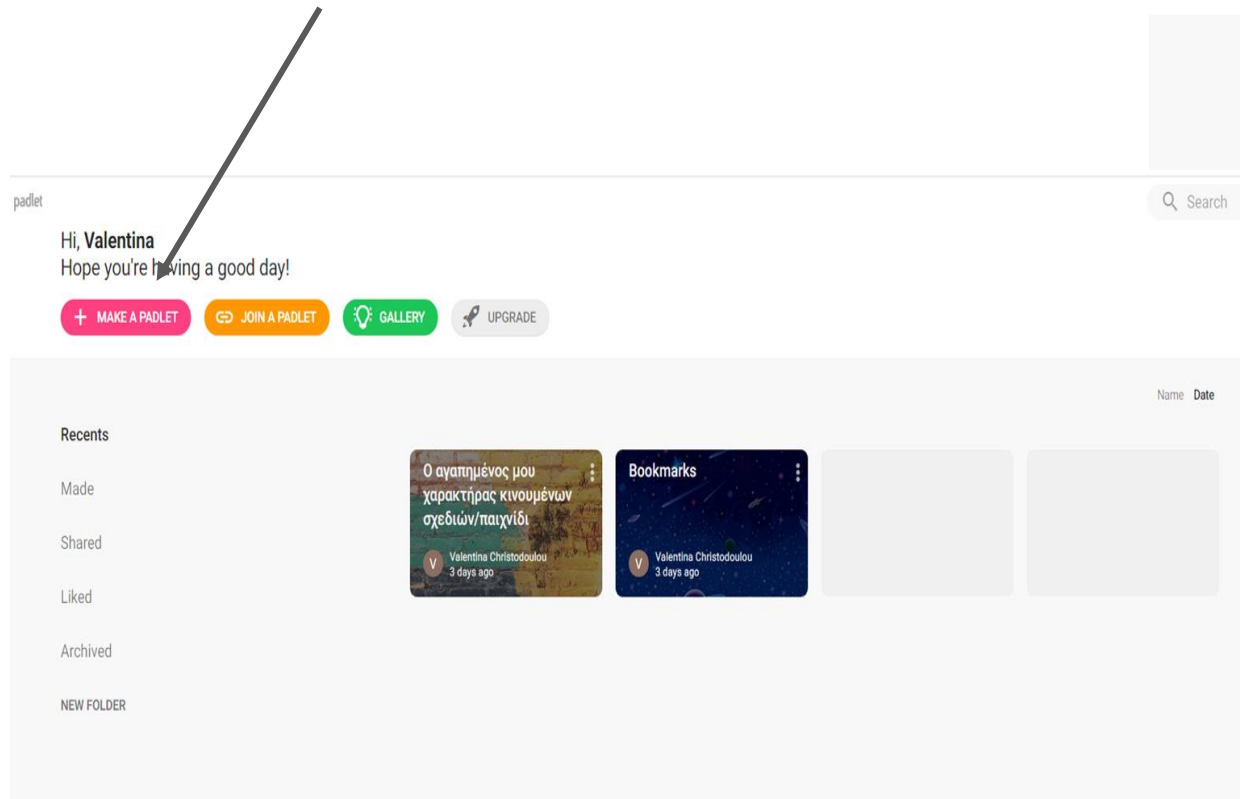 padlet
Search
Hi, Valentina
Hope you're having a good day!
MAKE A PADLET
JOIN A PADLET
GALLERY
UPGRADE
Name Date
Recents
Made
Shared
Liked
Archived
NEW FOLDER
Ο αγαπημένος μου
χαρακτήρας κινουμένων
σχεδιών/παιχνίδι
V
Valentina Christodoulou
3 days ago
Bookmarks
V
Valentina Christodoulou
3 days ago